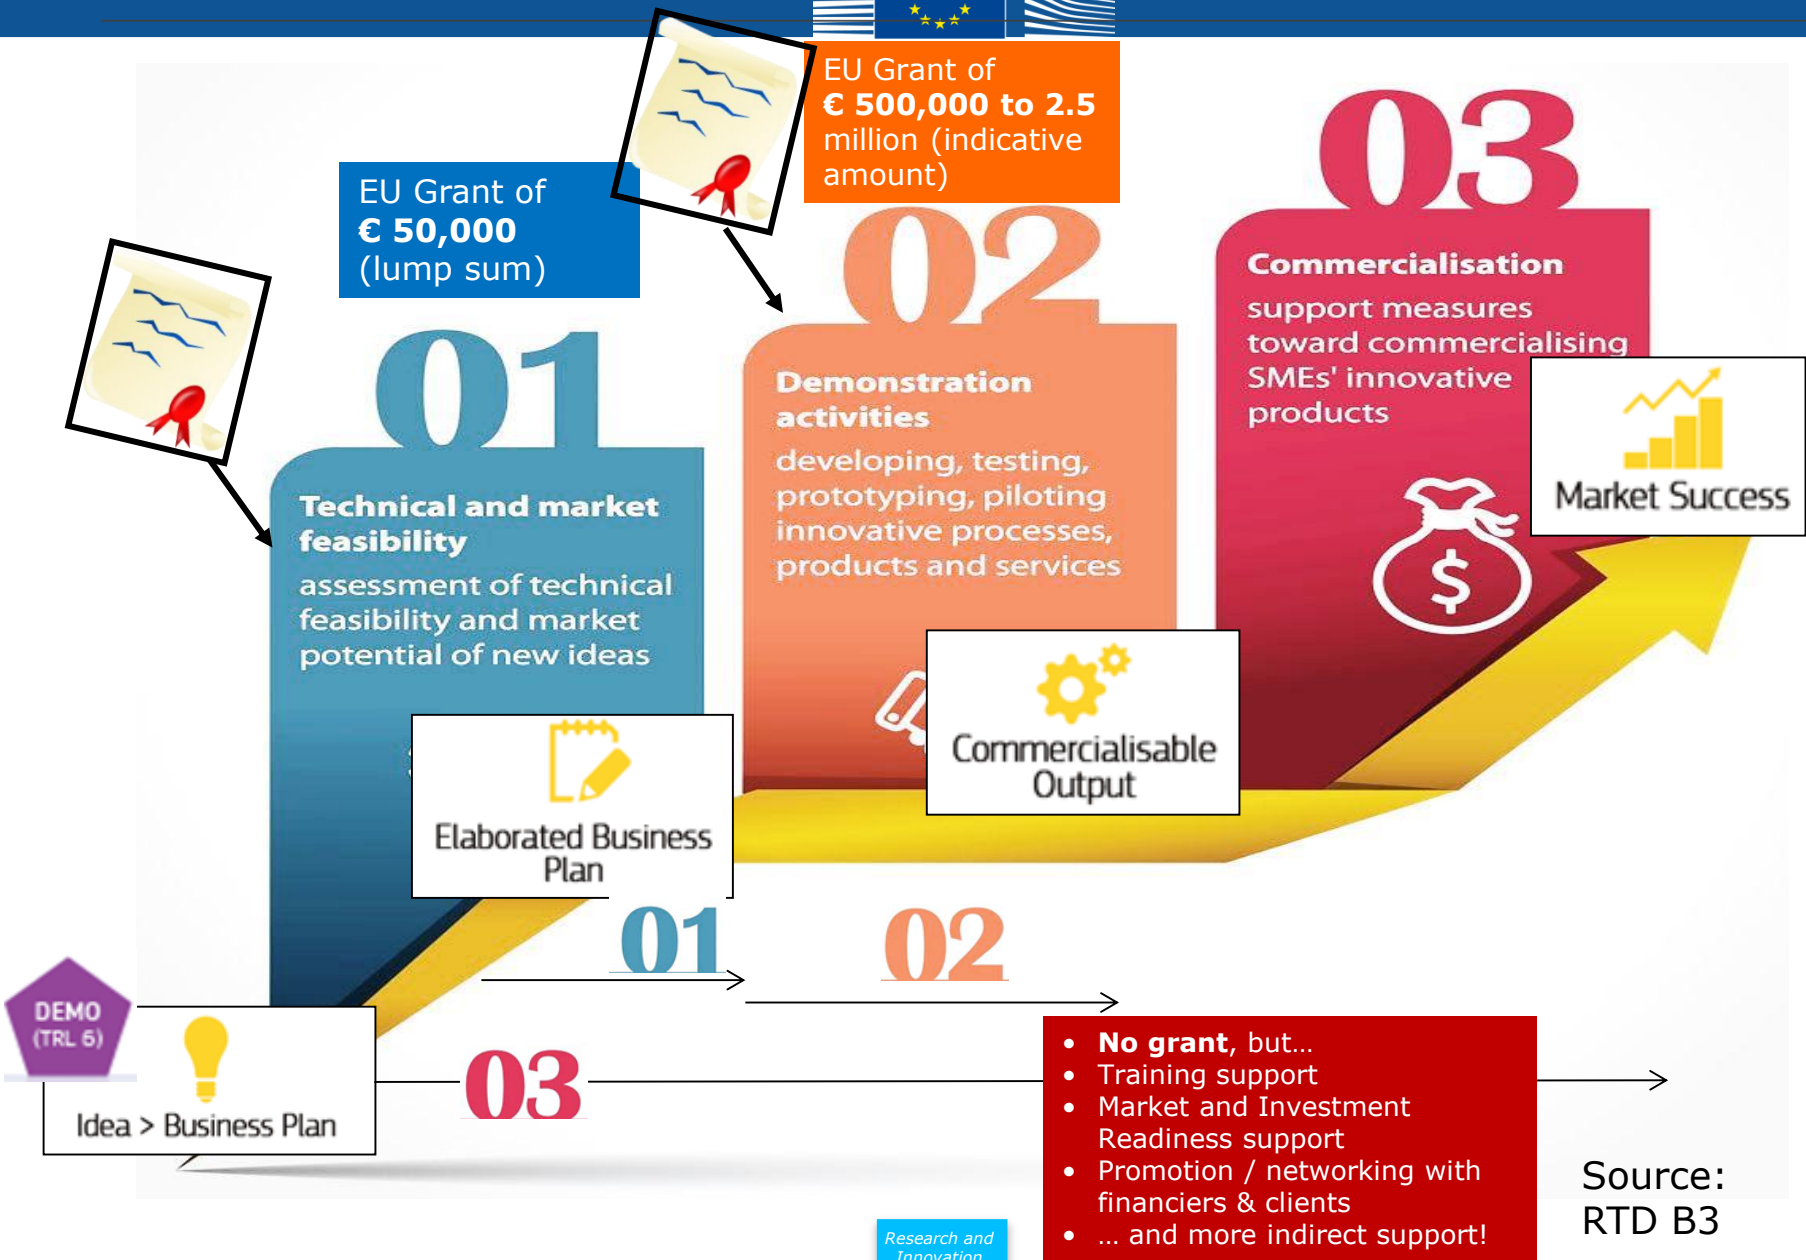 EU Grant of
€ 500,000 to 2.5
million (indicative
amount)
EU Grant of
€ 50,000
(lump sum)
01
Technical and market
feasibility
assessment of technical
feasibility and market
potential of new ideas
02
Demonstration
activities
developing, testing,
prototyping, piloting
innovative processes,
products and services
03
Commercialisation
support measures
toward commercialising
SMEs' innovative
products
$
Market Success
Commercialisable
Output
Elaborated Business
Plan
01
02
DEMO
(TRL 6)
Idea > Business Plan
03
• No grant, but…
• Training support
• Market and Investment
Readiness support
• Promotion / networking with
financiers & clients
• … and more indirect support!
Source:
RTD B3
Research and
Innovation